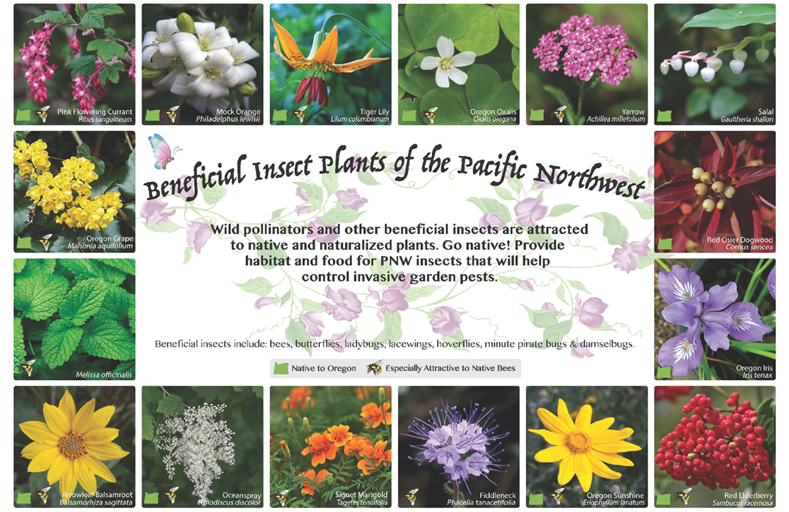 Pink Flowering Currant
Ribes sanguineum
Mock Orange
Philadelphus lewisii
Tiger Lily
Lilum columbianum
Oregon Oxalis
Oxalis oregana
Yarrow
Achillea millefolium
Salal
Gaultheria shallon
Oregon Grape
Mahonia aquifolium
Beneficial Insect Plants of the Pacific Northwest
Wild pollinators and other beneficial insects are attracted
to native and naturalized plants. Go native! Provide
habitat and food for PNW insects that will help
control invasive garden pests.
Red Osier Dogwood
Cornus sericea
Melissa officinalis
Beneficial insects include: bees, butterflies, ladybugs, lacewings, hoverflies, minute pirate bugs & damselbugs.
Native to Oregon
Especially Attractive to Native Bees
Oregon Iris
Iris tenax
Arrowleaf Balsamroot
Balsamorhiza sagittata
Oceanspray
Holodiscus discolor
Signet Marigold
Tagetes tenuifolia
Fiddleneck
Phacelia tanacetifolia
Oregon Sunshine
Eriophyllum lanatum
Red Elderberry
Sambucus racemosa